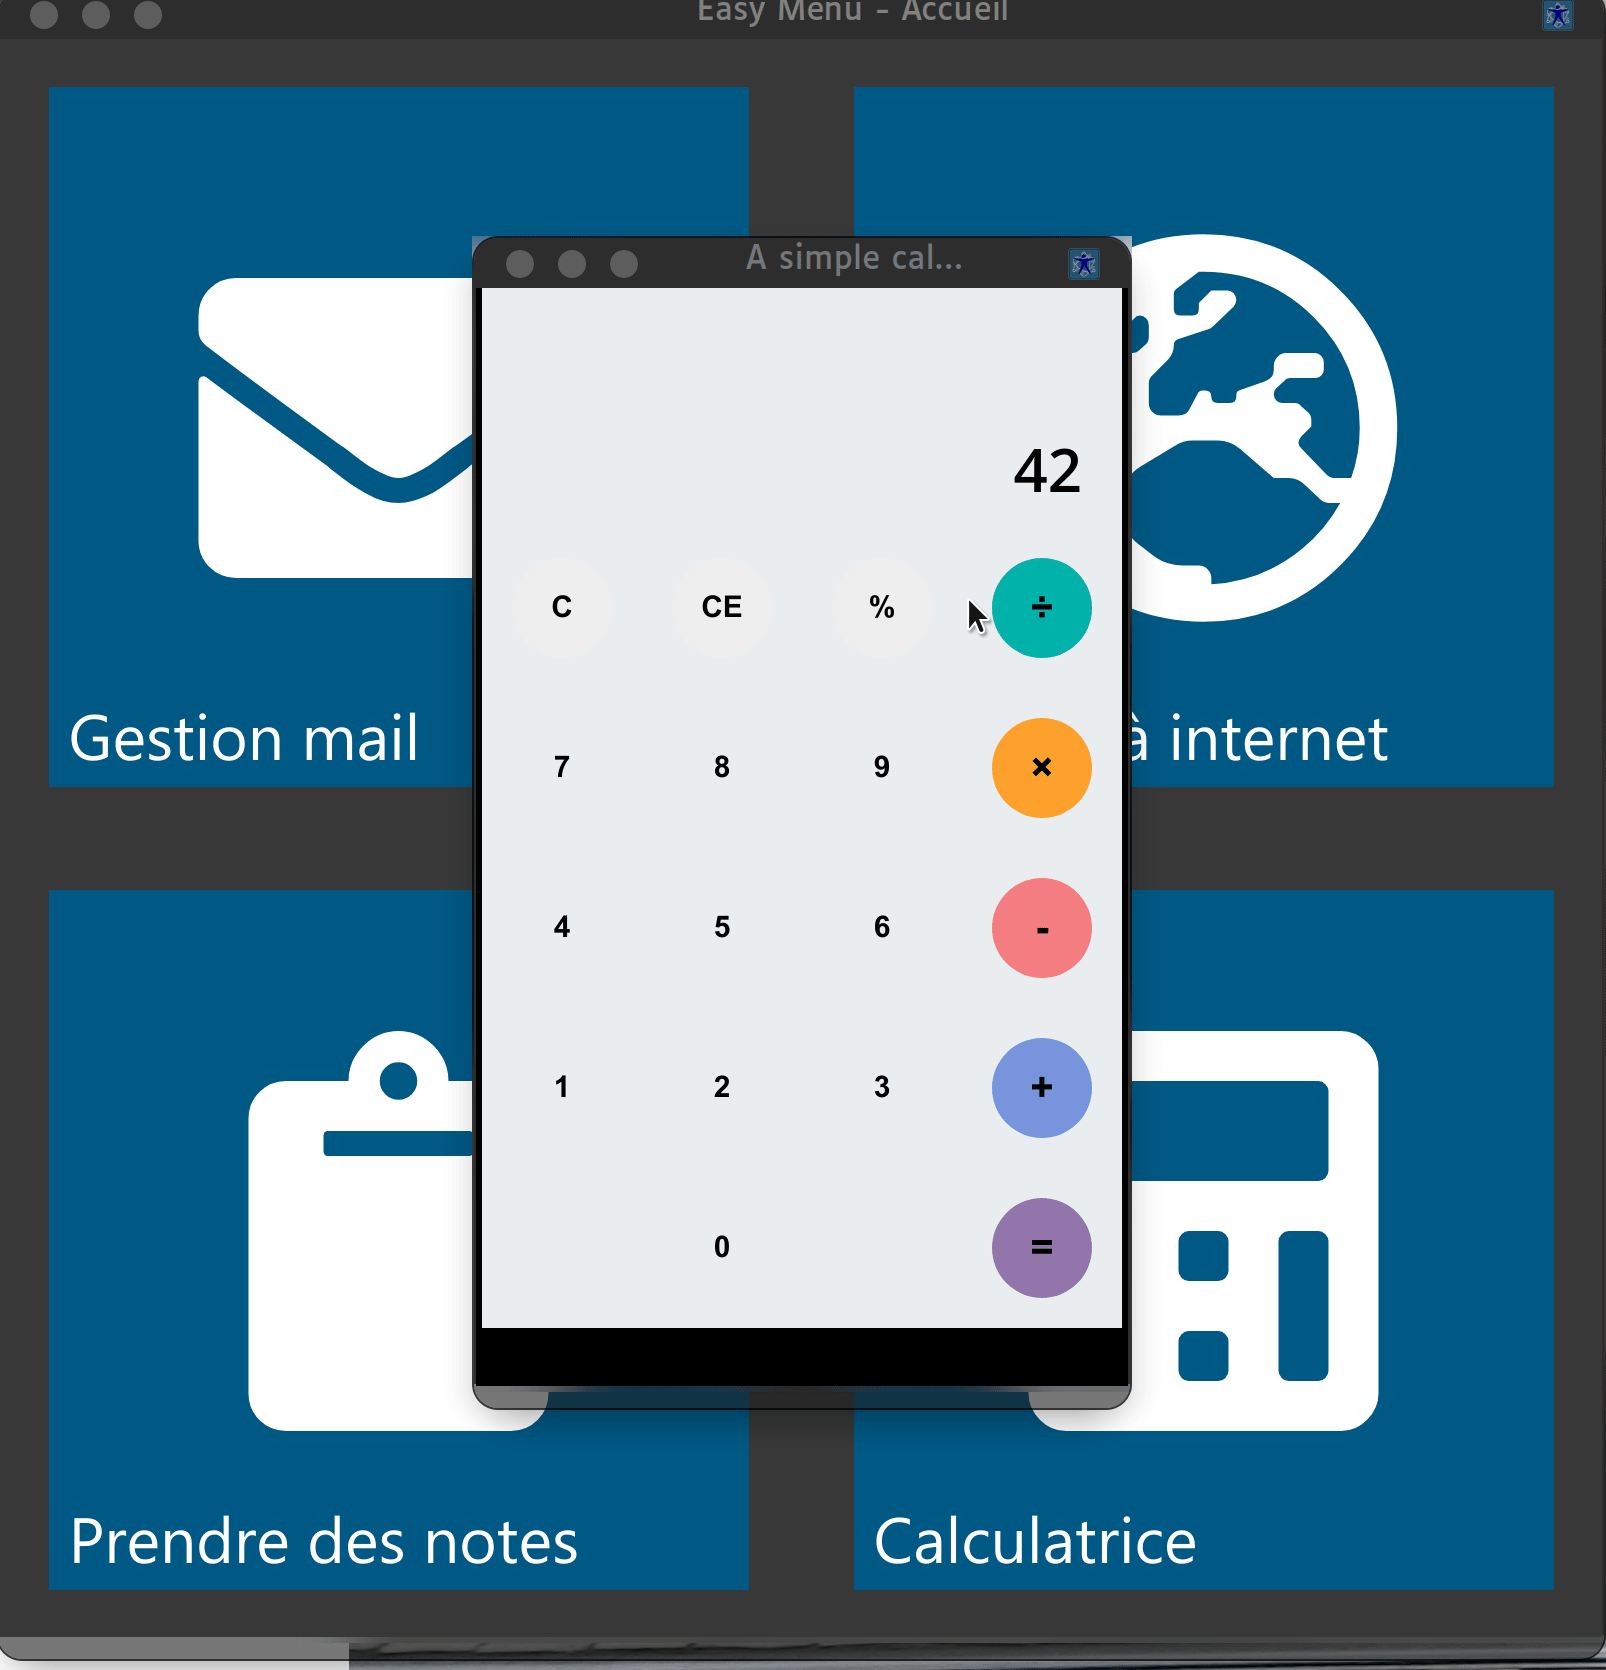 Easy Menu - Accueil
A simple cal...
42
C CE % ÷
7 8 9 ×
4 5 6 -
1 2 3 +
0 =
Gestion mail
à internet
Prendre des notes
Calculatrice